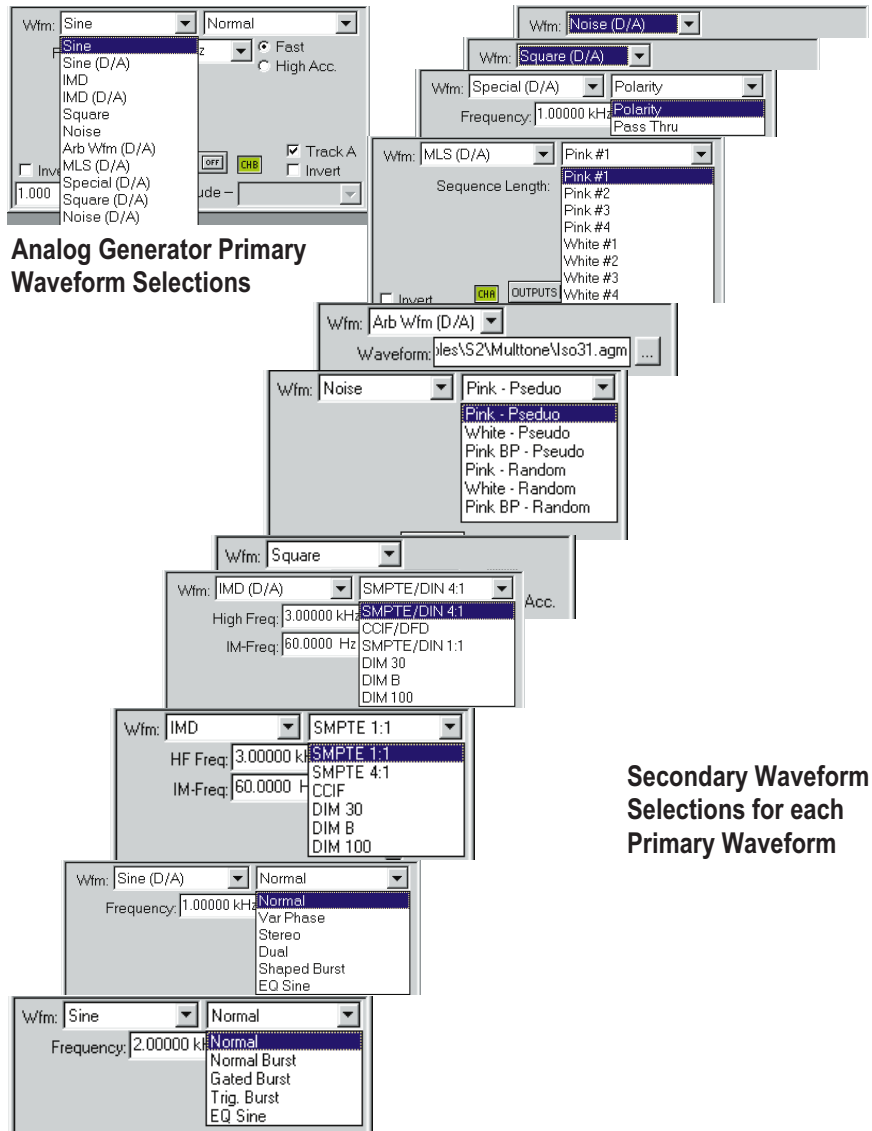 Wfm: Sine Normal
Sine
Sine (D/A)
IMD
IMD (D/A)
Square
Noise
Arb Wfm (D/A)
MLS (D/A)
Special (D/A)
Square (D/A)
Noise (D/A)
z
Fast
High Acc.
OFF CHB
Track A
Invert
1.000
ude –
Analog Generator Primary
Waveform Selections
Wfm: Noise (D/A)
Wfm: Square (D/A)
Wfm: Special (D/A) Polarity
Frequency: 1.00000 kHz
Polarity
Pass Thru
Wfm: MLS (D/A) Pink #1
Sequence Length:
Pink #1
Pink #2
Pink #3
Pink #4
White #1
White #2
White #3
White #4
Invert CHA OUTPUTS
Wfm: Arb Wfm (D/A)
Waveform: ples\S2\Multtone\Iso31.agm ...
Wfm: Noise Pink - Pseduo
Pink - Pseduo
White - Pseudo
Pink BP - Pseudo
Pink - Random
White - Random
Pink BP - Random
Wfm: Square
Acc.
Wfm: IMD (D/A) SMPTE/DIN 4:1
High Freq: 3.00000 kHz
IM-Freq: 60.0000 Hz
SMPTE/DIN 4:1
CCIF/DFD
SMPTE/DIN 1:1
DIM 30
DIM B
DIM 100
Wfm: IMD SMPTE 1:1
HF Freq: 3.00000 k
IM-Freq: 60.0000 H
SMPTE 1:1
SMPTE 4:1
CCIF
DIM 30
DIM B
DIM 100
Secondary Waveform
Selections for each
Primary Waveform
Wfm: Sine (D/A) Normal
Frequency: 1.00000 kHz
Normal
Var Phase
Stereo
Dual
Shaped Burst
EQ Sine
Wfm: Sine Normal
Frequency: 2.00000 k
Normal
Normal Burst
Gated Burst
Trig. Burst
EQ Sine